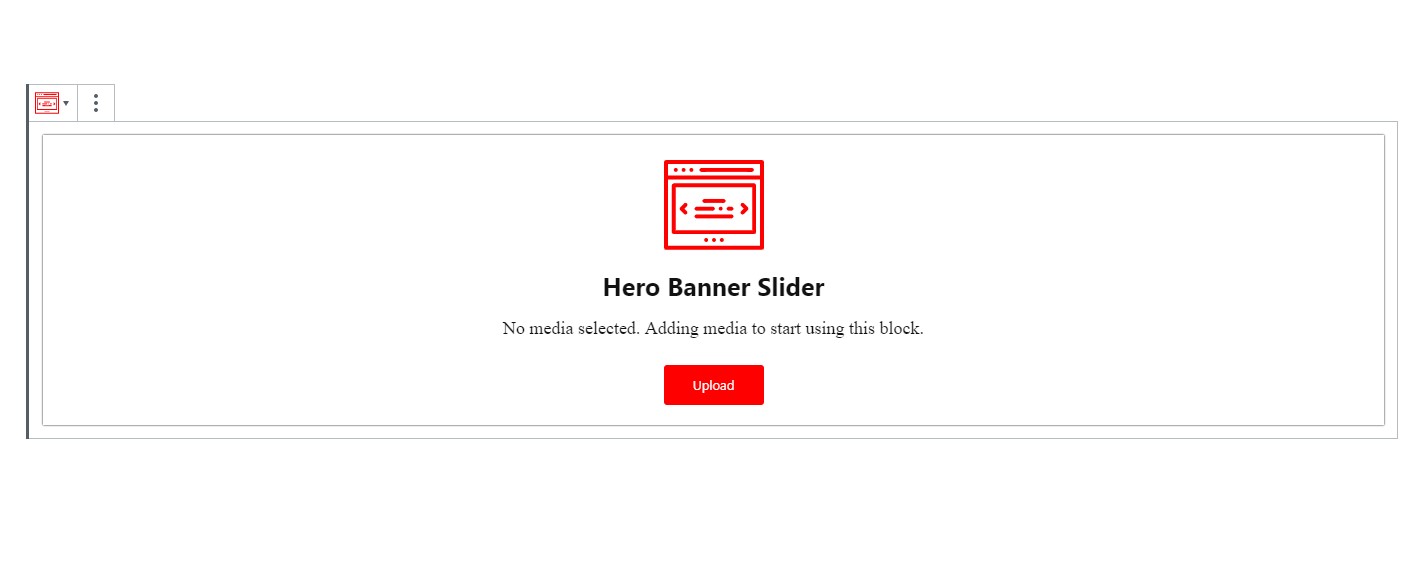 Hero Banner Slider
No media selected. Adding media to start using this block.
Upload